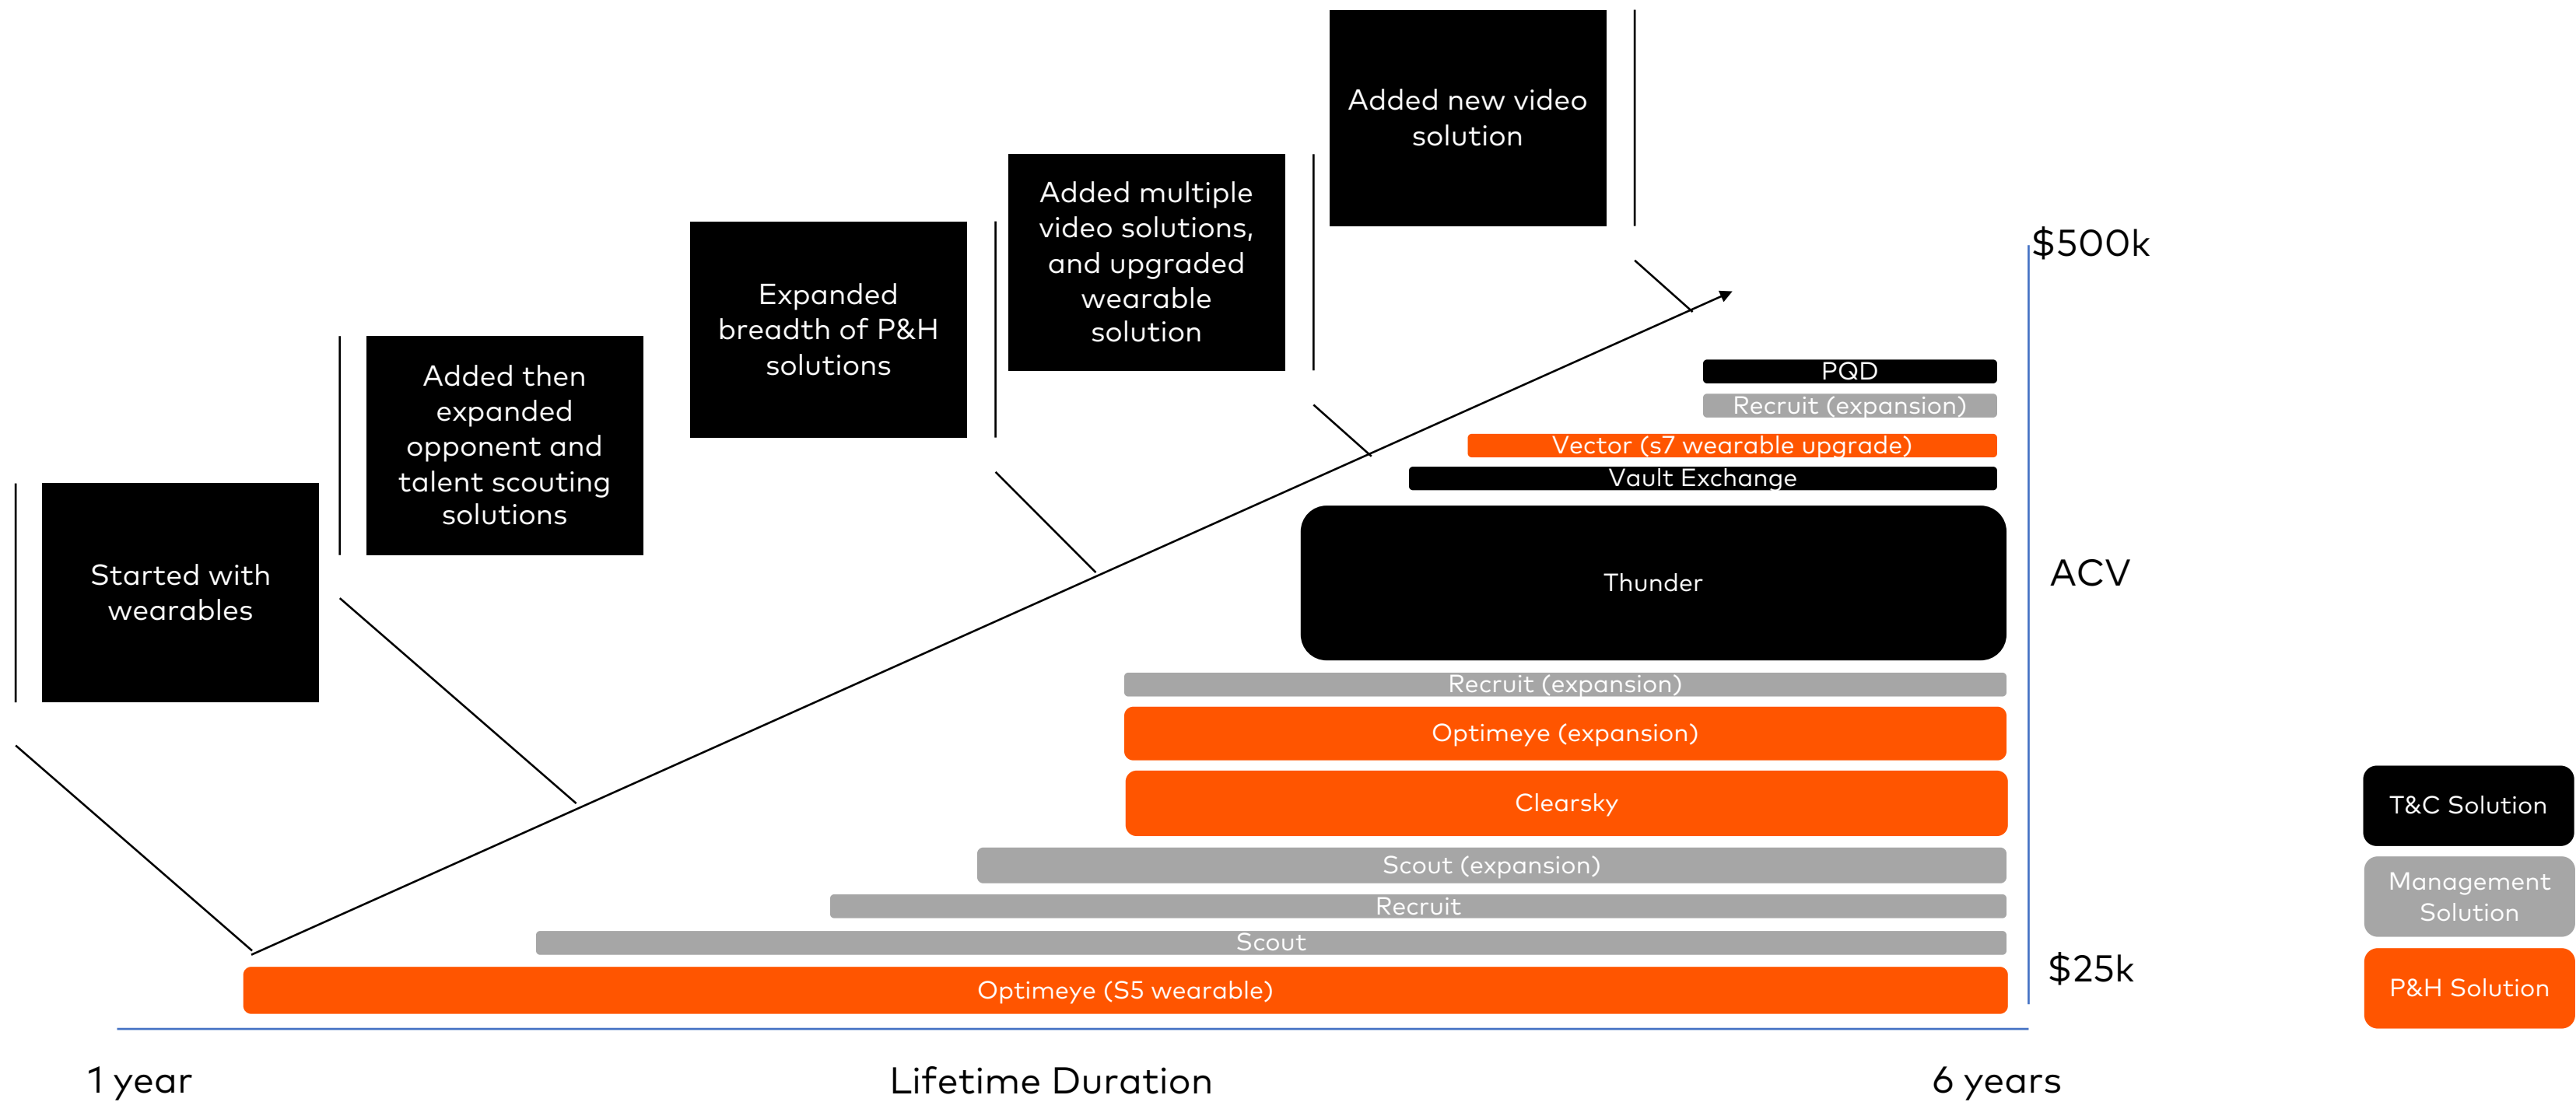 Added new video
solution
Added multiple
video solutions,
and upgraded
wearable
solution
Expanded
breadth of P&H
solutions
Added then
expanded
opponent and
talent scouting
solutions
Started with
wearables
$500k
ACV
$25k
PQD
Recruit (expansion)
Vector (s7 wearable upgrade)
Vault Exchange
Thunder
Recruit (expansion)
Optimeye (expansion)
Clearsky
Scout (expansion)
Recruit
Scout
Optimeye (S5 wearable)
T&C Solution
Management
Solution
P&H Solution
1 year
Lifetime Duration
6 years